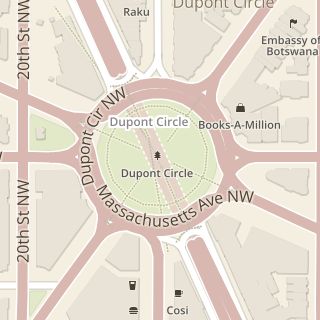 Raku
Dupont Circle
20th St NW
Embassy of
Botswana
Dupont Cir NW
Dupont Circle
Books-A-Million
Dupont Circle
Massachusetts Ave NW
20th St NW
Cosi